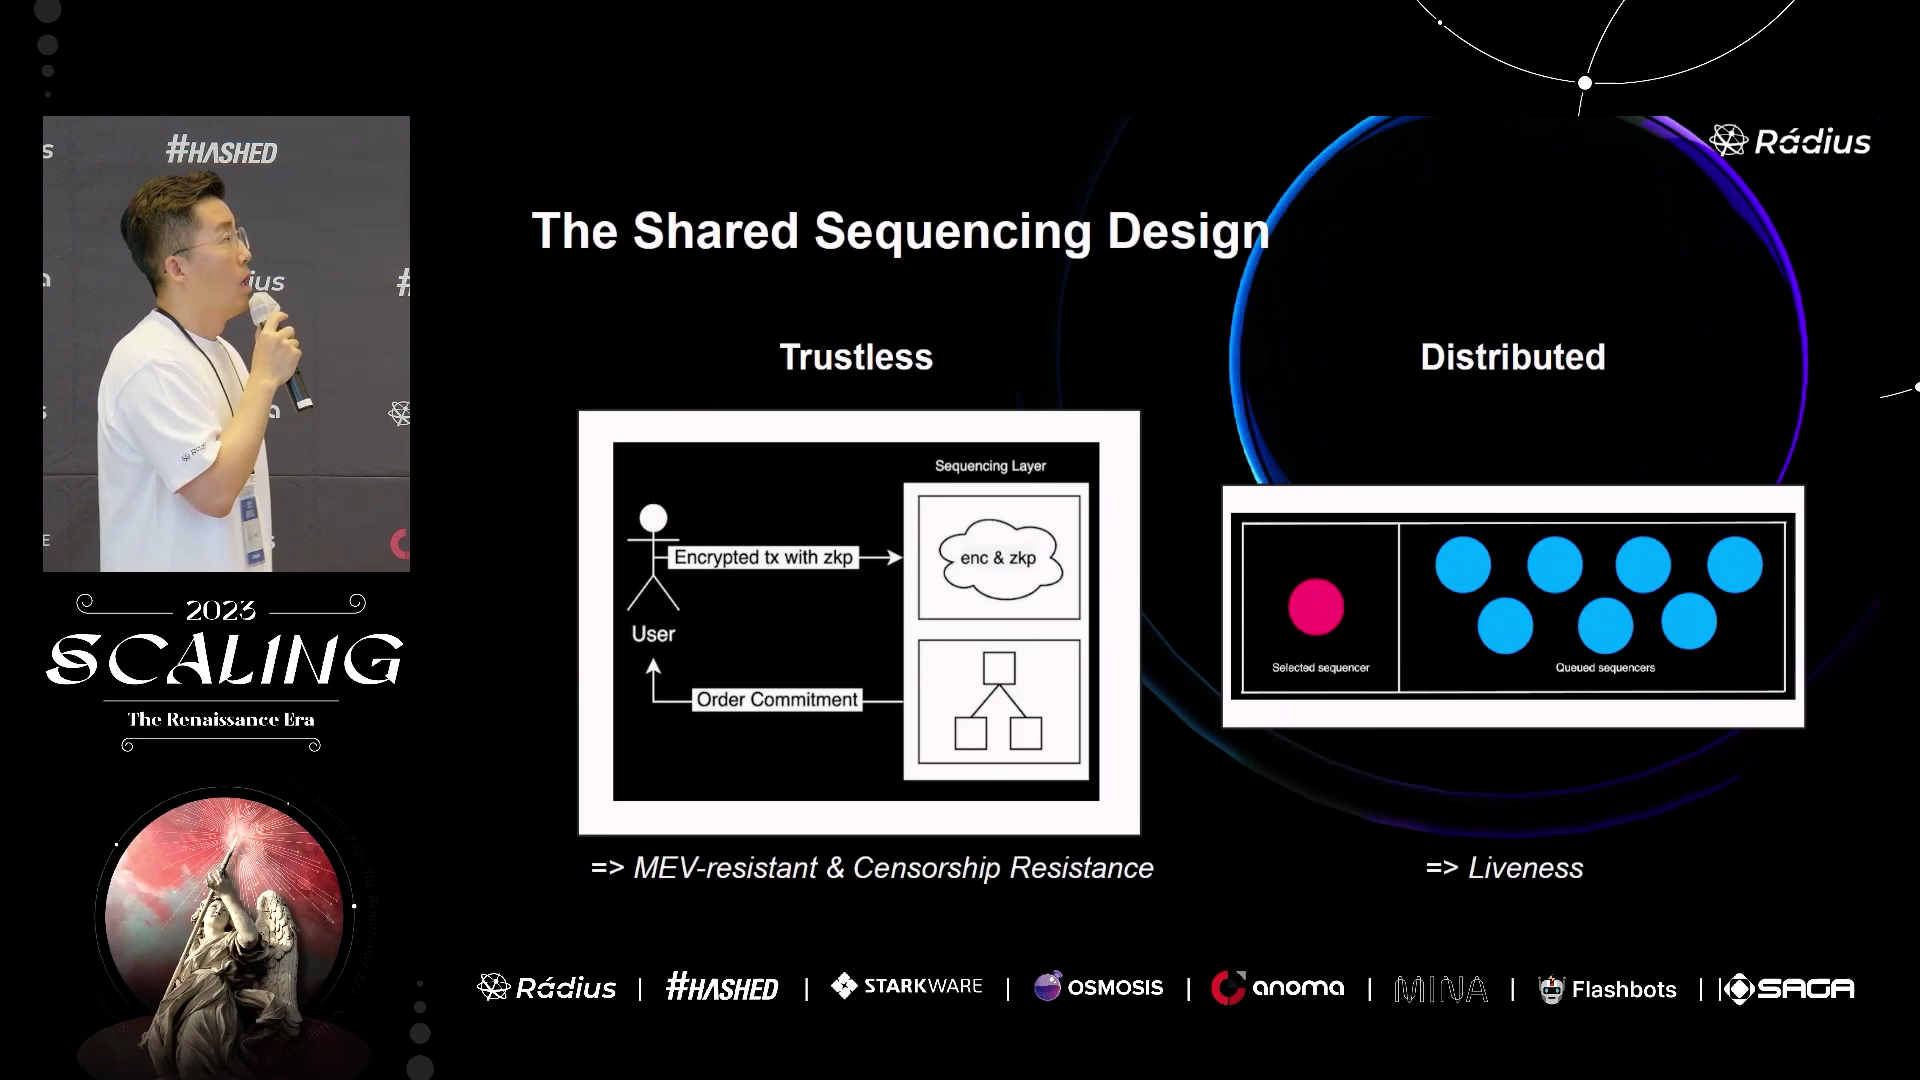 #HASHED
s
ius
#
2023
SCALING
The Renaissance Era
Rádius
The Shared Sequencing Design
Trustless
Distributed
Sequencing Layer
Encrypted tx with zkp
enc & zkp
User
Order Commitment
Selected sequencer
Queued sequencers
=> MEV-resistant & Censorship Resistance
=> Liveness
Rádius | #HASHED | STARKWARE | OSMOSIS | anoma | MINA | Flashbots | SAGA